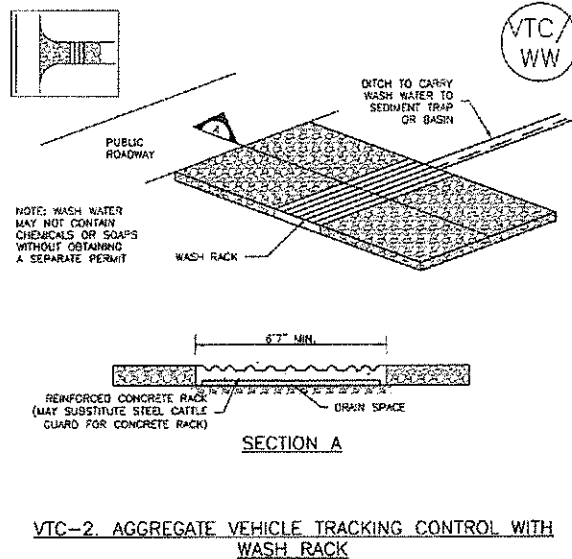 VTC/
WW
DITCH TO CARRY
WASH WATER TO
SEDIMENT TRAP
OR BASIN
A
PUBLIC
ROADWAY
NOTE: WASH WATER
MAY NOT CONTAIN
CHEMICALS OR SOAPS
WITHOUT OBTAINING
A SEPARATE PERMIT
WASH RACK
6'7" MIN.
REINFORCED CONCRETE RACK
(MAY SUBSTITUTE STEEL CATTLE
GUARD FOR CONCRETE RACK)
DRAIN SPACE
SECTION A
VTC-2. AGGREGATE VEHICLE TRACKING CONTROL WITH
WASH RACK